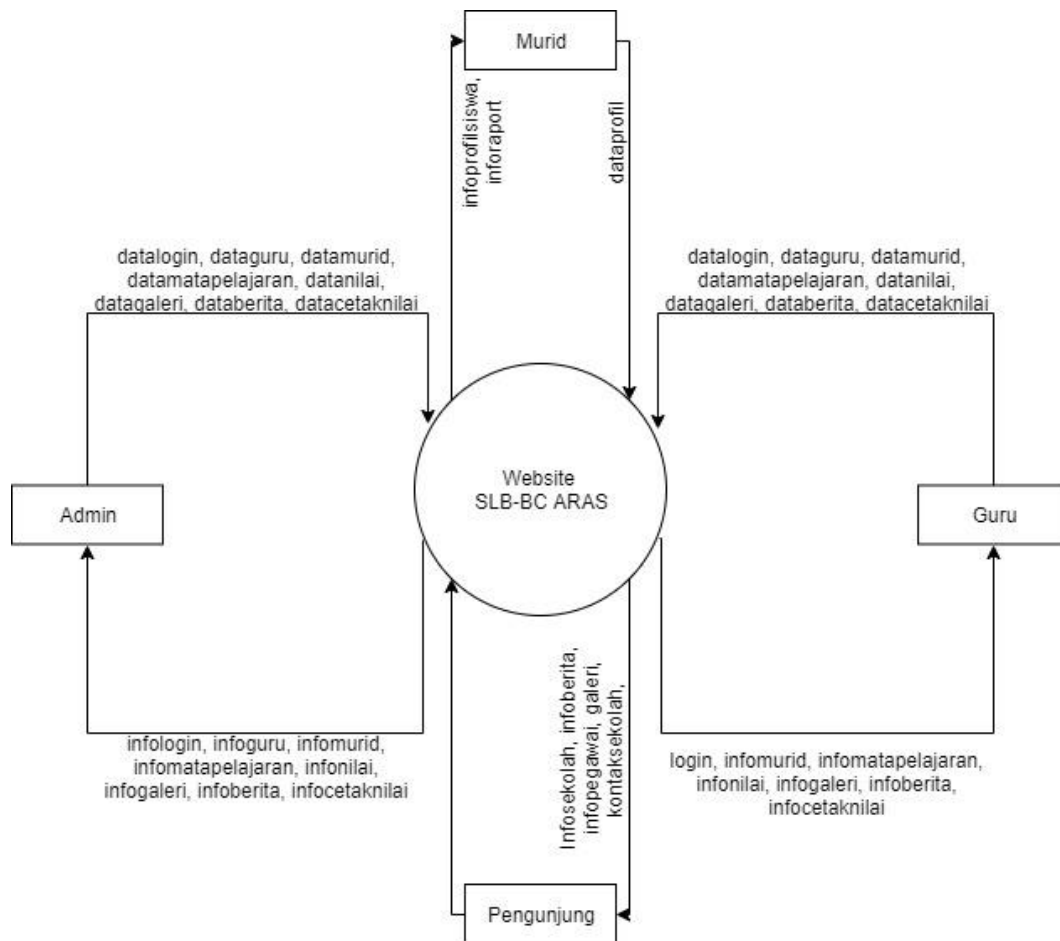 Murid
infoprofilsiswa,
inforaport
dataprofil
datalogin, dataguru, datamurid,
datamatapelajaran, datanilai,
datagaleri, databerita, datacetaknilai
datalogin, dataguru, datamurid,
datamatapelajaran, datanilai,
datagaleri, databerita, datacetaknilai
Website
SLB-BC ARAS
Admin
Guru
infologin, infoguru, infomurid,
infomatapelajaran, infonilai,
infogaleri, infoberita, infocetaknilai
Infosekolah, infoberita,
infopegawai, galeri,
kontaksekolah,
login, infomurid, infomatapelajaran,
infonilai, infogaleri, infoberita,
infocetaknilai
Pengunjung